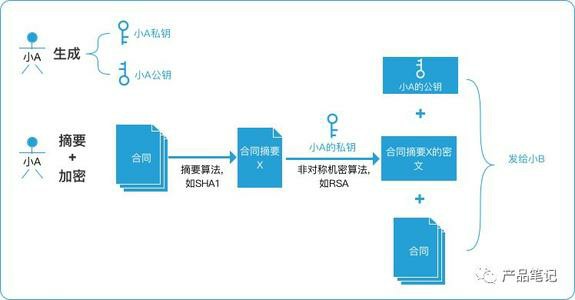 小A
生成
小A私钥
小A公钥
小A
摘要
+
加密
合同
摘要算法,
如SHA1
合同摘要
X
小A的私钥
非对称机密算法,
如RSA
小A的公钥
+
合同摘要X的密
文
+
合同
发给小B
产品笔记